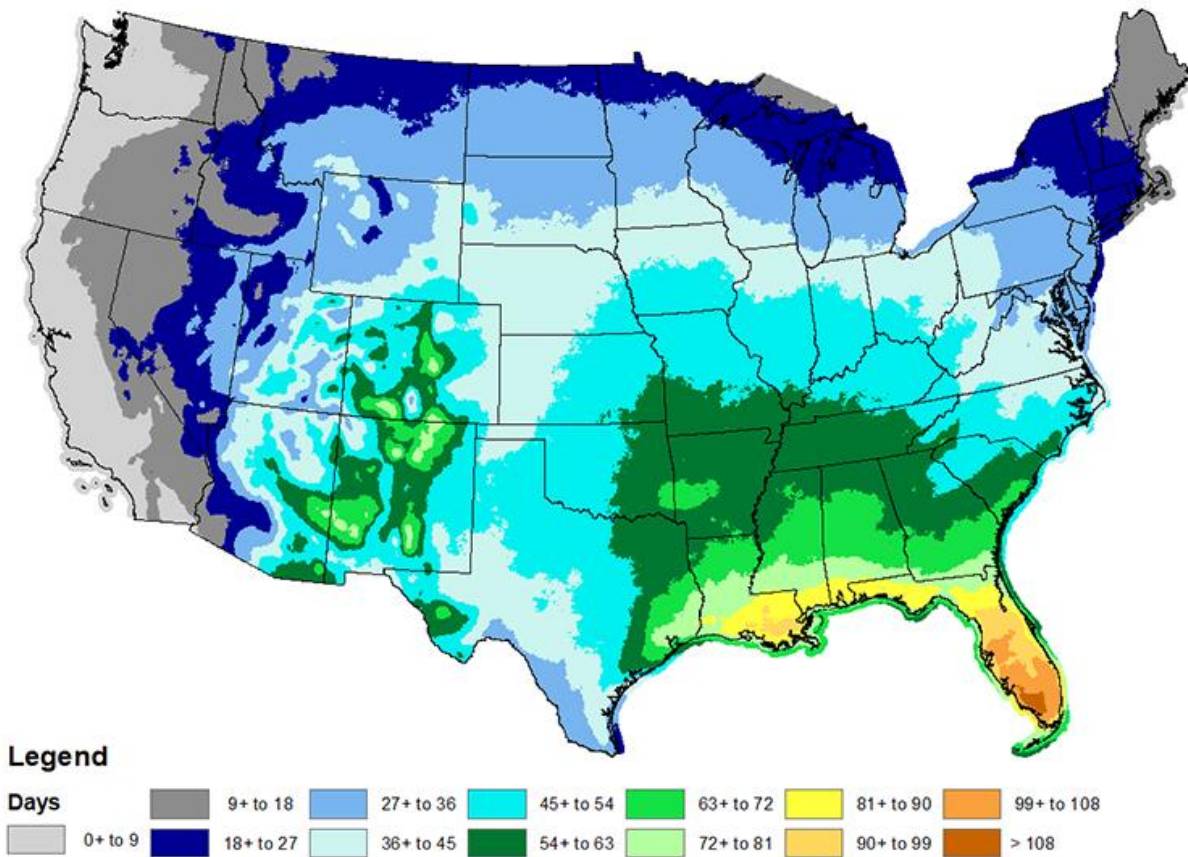 Legend
Days
9+ to 18 27+ to 36 45+ to 54 63+ to 72 81+ to 90 99+ to 108
0+ to 9 18+ to 27 36+ to 45 54+ to 63 72+ to 81 90+ to 99 > 108